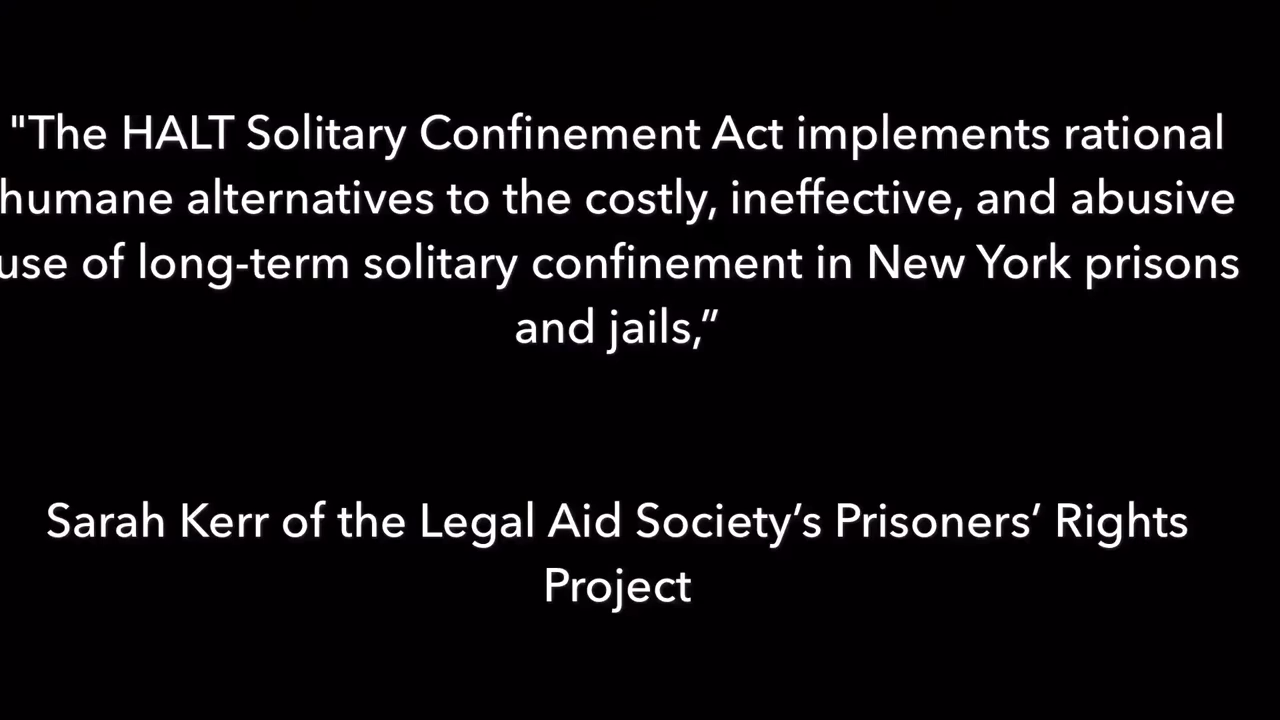 "The HALT Solitary Confinement Act implements rational
humane alternatives to the costly, ineffective, and abusive
use of long-term solitary confinement in New York prisons
and jails,”
Sarah Kerr of the Legal Aid Society’s Prisoners’ Rights
Project